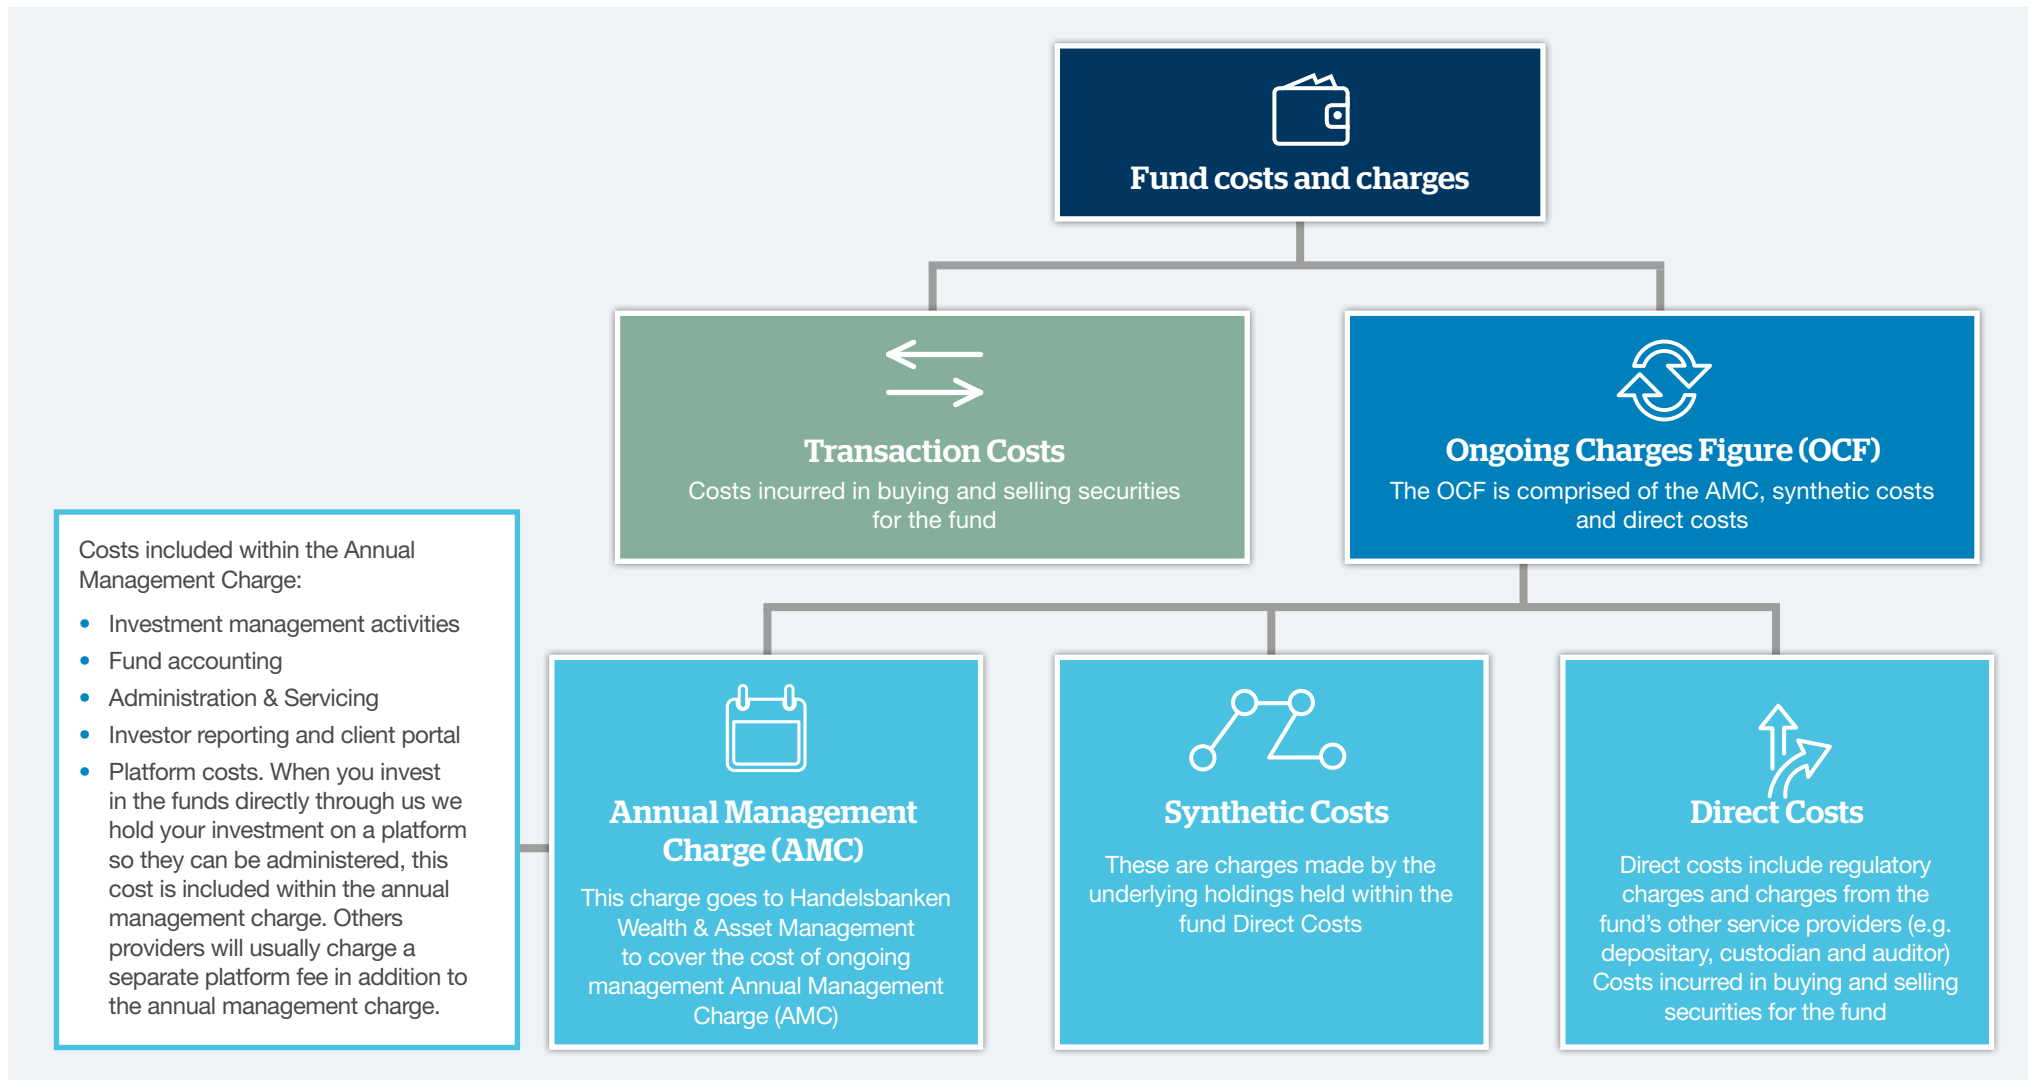 Fund costs and charges
Transaction Costs
Costs incurred in buying and selling securities
for the fund
Ongoing Charges Figure (OCF)
The OCF is comprised of the AMC, synthetic costs
and direct costs
Costs included within the Annual
Management Charge:
• Investment management activities
• Fund accounting
• Administration & Servicing
• Investor reporting and client portal
• Platform costs. When you invest
in the funds directly through us we
hold your investment on a platform
so they can be administered, this
cost is included within the annual
management charge. Others
providers will usually charge a
separate platform fee in addition to
the annual management charge.
Annual Management
Charge (AMC)
This charge goes to Handelsbanken
Wealth & Asset Management
to cover the cost of ongoing
management Annual Management
Charge (AMC)
Synthetic Costs
These are charges made by the
underlying holdings held within the
fund Direct Costs
Direct Costs
Direct costs include regulatory
charges and charges from the
fund’s other service providers (e.g.
depositary, custodian and auditor)
Costs incurred in buying and selling
securities for the fund